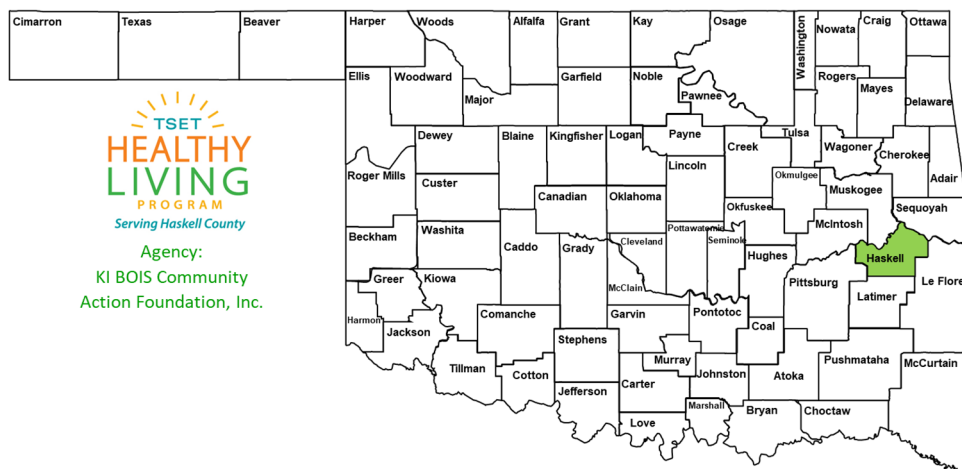 Cimarron
Texas
Beaver
Harper
Woods
Alfalfa
Grant
Kay
Osage
Washington
Nowata
Craig
Ottawa
Ellis
Woodward
Major
Garfield
Noble
Pawnee
Rogers
Mayes
Delaware
TSET
HEALTHY
LIVING
PROGRAM
Serving Haskell County
Agency:
KI BOIS Community
Action Foundation, Inc.
Dewey
Blaine
Kingfisher
Logan
Payne
Creek
Tulsa
Wagoner
Cherokee
Adair
Roger Mills
Custer
Canadian
Oklahoma
Lincoln
Okmulgee
Okfuskee
Muskogee
Sequoyah
Beckham
Washita
Caddo
Grady
Cleveland
Pottawatomie
Seminole
Hughes
McIntosh
Haskell
Le Flore
Greer
Kiowa
McClain
Pittsburg
Latimer
Harmon
Jackson
Comanche
Garvin
Pontotoc
Coal
Stephens
Murray
Johnston
Atoka
Pushmataha
McCurtain
Tillman
Cotton
Jefferson
Carter
Love
Marshall
Bryan
Choctaw